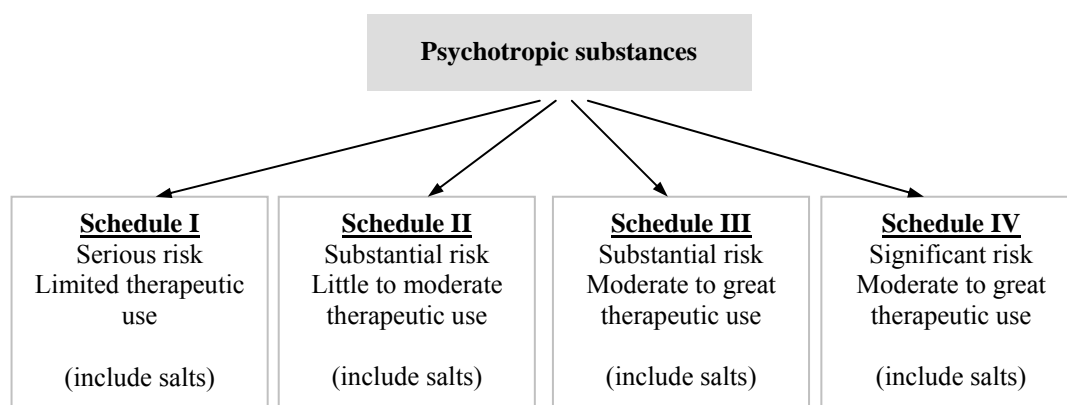 Psychotropic substances
Schedule I
Serious risk
Limited therapeutic
use
(include salts)
Schedule II
Substantial risk
Little to moderate
therapeutic use
(include salts)
Schedule III
Substantial risk
Moderate to great
therapeutic use
(include salts)
Schedule IV
Significant risk
Moderate to great
therapeutic use
(include salts)